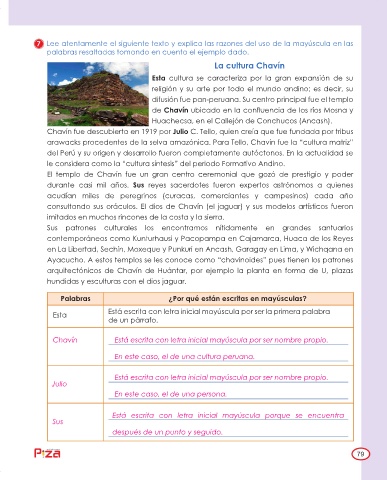 7 Lee atentamente el siguiente texto y explica las razones del uso de la mayúscula en las
palabras resaltadas tomando en cuenta el ejemplo dado.
La cultura Chavín
Esta cultura se caracteriza por la gran expansión de su
religión y su arte por todo el mundo andino; es decir, su
difusión fue pan-peruana. Su centro principal fue el templo
de Chavín ubicado en la confluencia de los ríos Mosna y
Huachecsa, en el Callejón de Conchucos (Ancash).
Chavín fue descubierto en 1919 por Julio C. Tello, quien creía que fue fundada por tribus
arawacks procedentes de la selva amazónica. Para Tello, Chavín fue la "cultura matriz"
del Perú y su origen y desarrollo fueron completamente autóctonos. En la actualidad se
le considera como la "cultura síntesis" del periodo Formativo Andino.
El templo de Chavín fue un gran centro ceremonial que gozó de prestigio y poder
durante casi mil años. Sus reyes sacerdotes fueron expertos astrónomos a quienes
acudían miles de peregrinos (curacas, comerciantes y campesinos) cada año
consultando sus oráculos. El dios de Chavín (el jaguar) y sus modelos artísticos fueron
imitados en muchos rincones de la costa y la sierra.
Sus patrones culturales los encontramos nítidamente en grandes santuarios
contemporáneos como Kunturhuasi y Pacopampa en Cajamarca, Huaca de los Reyes
en La Libertad, Sechín, Moxeque y Punkuri en Ancash, Garagay en Lima, y Wichqana en
Ayacucho. A estos templos se les conoce como "chavinoides" pues tienen los patrones
arquitectónicos de Chavín de Huántar, por ejemplo la planta en forma de U, plazas
hundidas y esculturas con el dios jaguar.
Palabras ¿Por qué están escritas en mayúsculas?
Esta Está escrita con letra inicial mayúscula por ser la primera palabra
de un párrafo.
Chavín Está escrita con letra inicial mayúscula por ser nombre propio.
En este caso, el de una cultura peruana.
Julio Está escrita con letra inicial mayúscula por ser nombre propio.
En este caso, el de una persona.
Sus Está escrita con letra inicial mayúscula porque se encuentra
después de un punto y seguido.
Piza 79